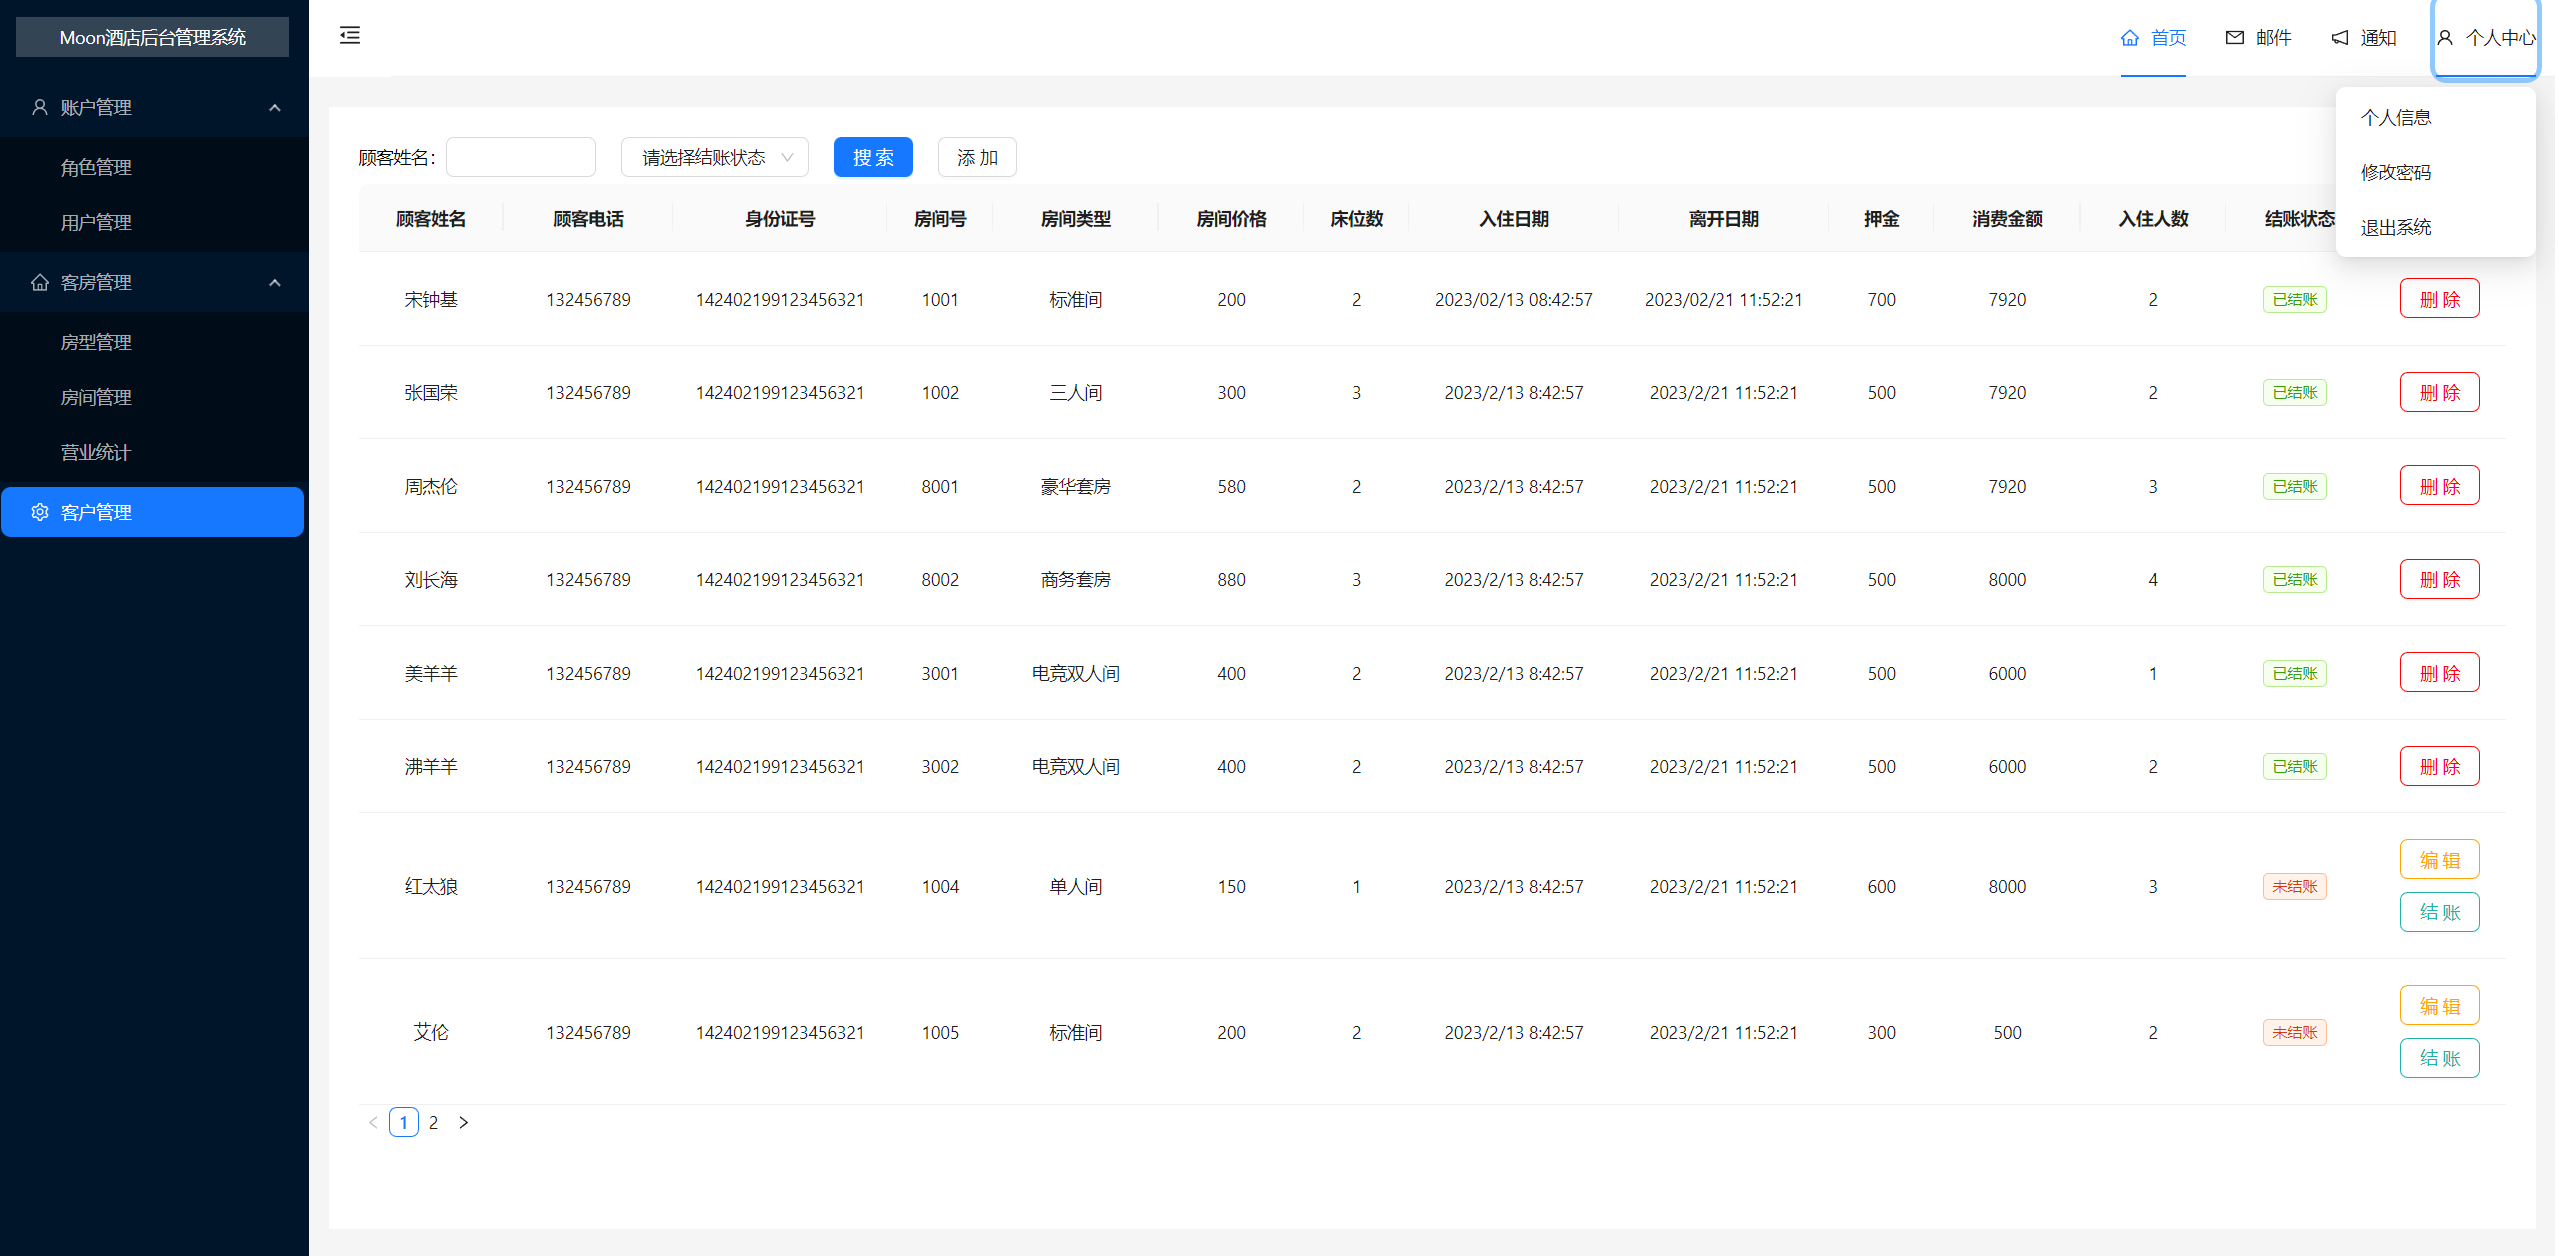 Moon酒店后台管理系统
账户管理
角色管理
用户管理
客房管理
房型管理
房间管理
营业统计
客户管理
首页 邮件 通知 个人中心
个人信息
修改密码
退出系统
顾客姓名: 请选择结账状态 搜 索 添 加
顾客姓名 顾客电话 身份证号 房间号 房间类型 房间价格 床位数 入住日期 离开日期 押金 消费金额 入住人数 结账状态
宋钟基 132456789 142402199123456321 1001 标准间 200 2 2023/02/13 08:42:57 2023/02/21 11:52:21 700 7920 2 已结账 删 除
张国荣 132456789 142402199123456321 1002 三人间 300 3 2023/2/13 8:42:57 2023/2/21 11:52:21 500 7920 2 已结账 删 除
周杰伦 132456789 142402199123456321 8001 豪华套房 580 2 2023/2/13 8:42:57 2023/2/21 11:52:21 500 7920 3 已结账 删 除
刘长海 132456789 142402199123456321 8002 商务套房 880 3 2023/2/13 8:42:57 2023/2/21 11:52:21 500 8000 4 已结账 删 除
美羊羊 132456789 142402199123456321 3001 电竞双人间 400 2 2023/2/13 8:42:57 2023/2/21 11:52:21 500 6000 1 已结账 删 除
沸羊羊 132456789 142402199123456321 3002 电竞双人间 400 2 2023/2/13 8:42:57 2023/2/21 11:52:21 500 6000 2 已结账 删 除
红太狼 132456789 142402199123456321 1004 单人间 150 1 2023/2/13 8:42:57 2023/2/21 11:52:21 600 8000 3 未结账 编 辑
结 账
艾伦 132456789 142402199123456321 1005 标准间 200 2 2023/2/13 8:42:57 2023/2/21 11:52:21 300 500 2 未结账 编 辑
结 账
1 2